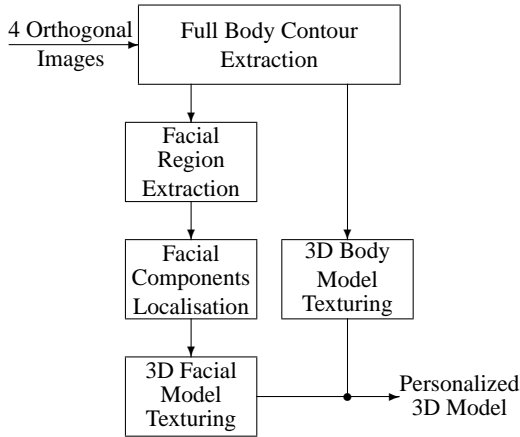 4 Orthogonal
Images
Full Body Contour
Extraction
Facial
Region
Extraction
Facial
Components
Localisation
3D Body
Model
Texturing
3D Facial
Model
Texturing
Personalized
3D Model